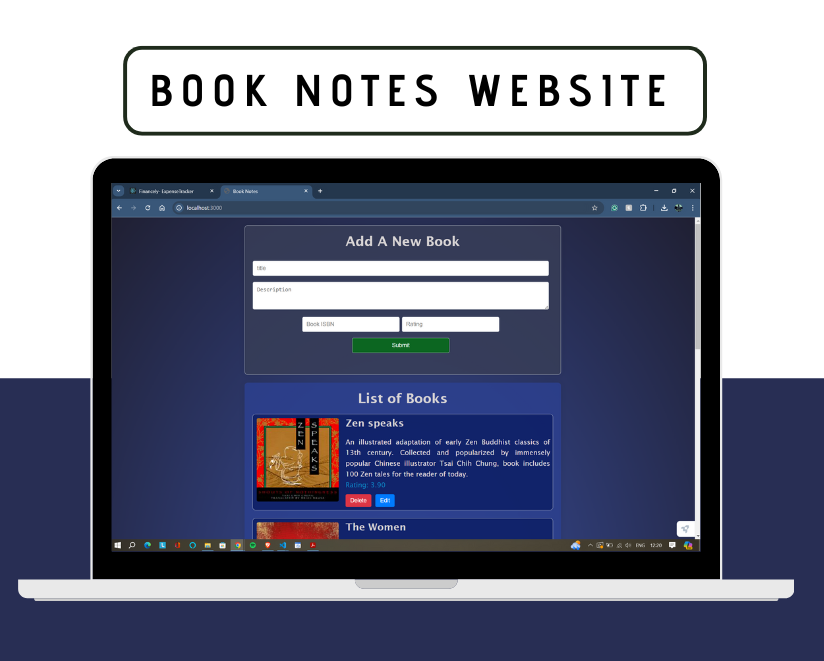 BOOK NOTES WEBSITE
Financely- Expense Tracker
Book Notes
localhost:3000
Add A New Book
title
Description
Book ISBN
Rating
Submit
List of Books
ZEN SPEAKS
Zen speaks
An illustrated adaptation of early Zen Buddhist classics of
13th century. Collected and popularized by immensely
popular Chinese illustrator Tsai Chih Chung, book includes
100 Zen tales for the reader of today.
Rating: 3.90
Delete
Edit
The Women
ENG
12:20